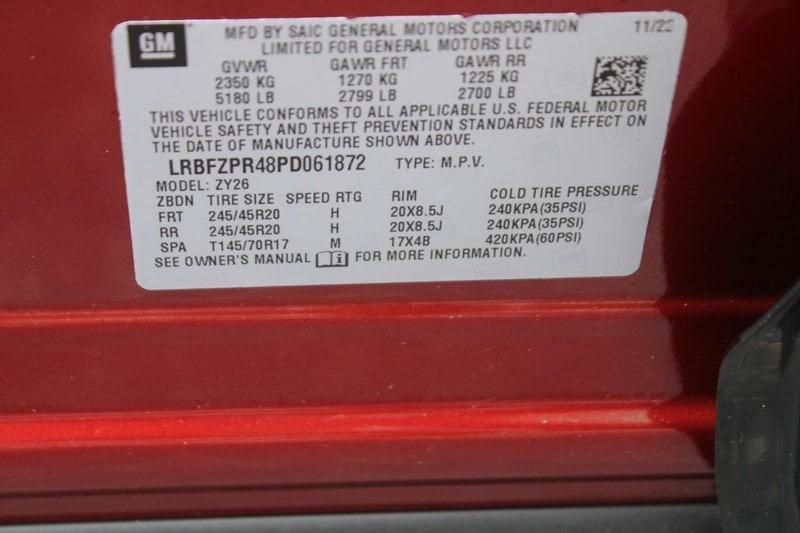 GM
MFD BY SAIC GENERAL MOTORS CORPORATION 11/22
LIMITED FOR GENERAL MOTORS LLC
GVWR GAWR FRT GAWR RR
2350 KG 1270 KG 1225 KG
5180 LB 2799 LB 2700 LB
THIS VEHICLE CONFORMS TO ALL APPLICABLE U.S. FEDERAL MOTOR
VEHICLE SAFETY AND THEFT PREVENTION STANDARDS IN EFFECT ON
THE DATE OF MANUFACTURE SHOWN ABOVE.
LRBFZPR48PD061872 TYPE: M.P.V.
MODEL: ZY26
ZBDN TIRE SIZE SPEED RTG RIM COLD TIRE PRESSURE
FRT 245/45R20 H 20X8.5J 240KPA(35PSI)
RR 245/45R20 H 20X8.5J 240KPA(35PSI)
SPA T145/70R17 M 17X4B 420KPA(60PSI)
SEE OWNER'S MANUAL i FOR MORE INFORMATION.